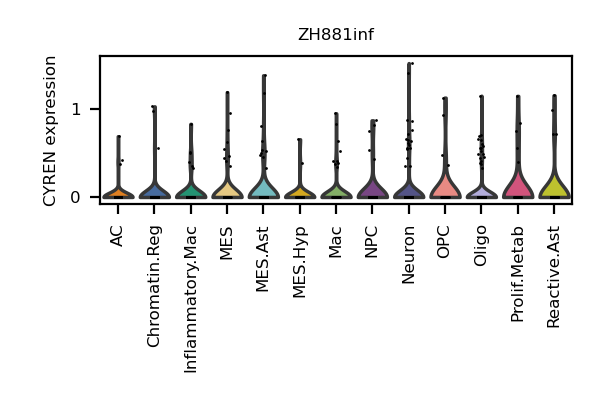 ZH881inf
CYREN expression
1
0
AC
Chromatin.Reg
Inflammatory.Mac
MES
MES.Ast
MES.Hyp
Mac
NPC
Neuron
OPC
Oligo
Prolif.Metab
Reactive.Ast